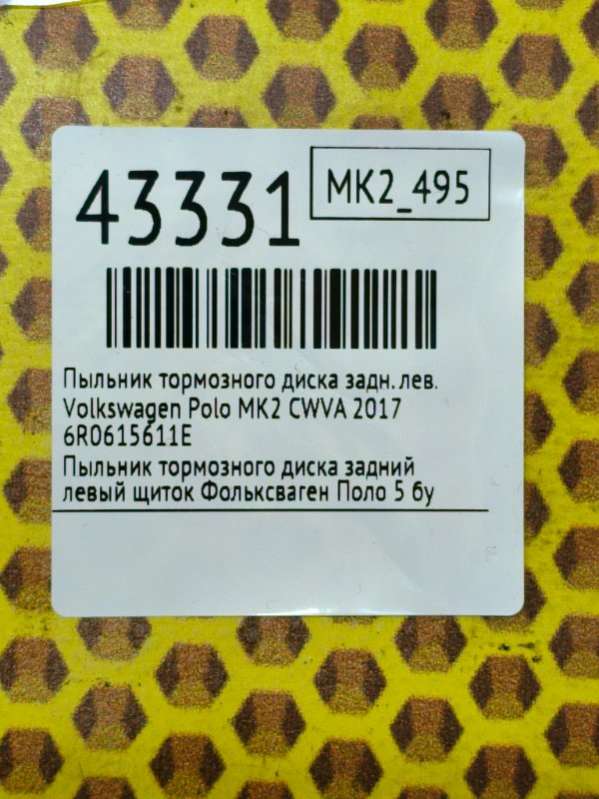 43331
MK2_495
Пыльник тормозного диска задн. лев.
Volkswagen Polo MK2 CWVA 2017
6R0615611E
Пыльник тормозного диска задний
левый щиток Фольксваген Поло 5 бу